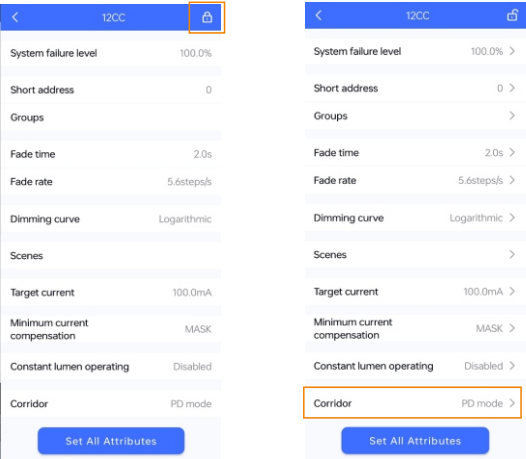 12CC
System failure level 100.0%
Short address 0
Groups
Fade time 2.0s
Fade rate 5.6steps/s
Dimming curve Logarithmic
Scenes
Target current 100.0mA
Minimum current
compensation MASK
Constant lumen operating Disabled
Corridor PD mode
Set All Attributes
12CC
System failure level 100.0%
Short address 0
Groups
Fade time 2.0s
Fade rate 5.6steps/s
Dimming curve Logarithmic
Scenes
Target current 100.0mA
Minimum current
compensation MASK
Constant lumen operating Disabled
Corridor PD mode
Set All Attributes